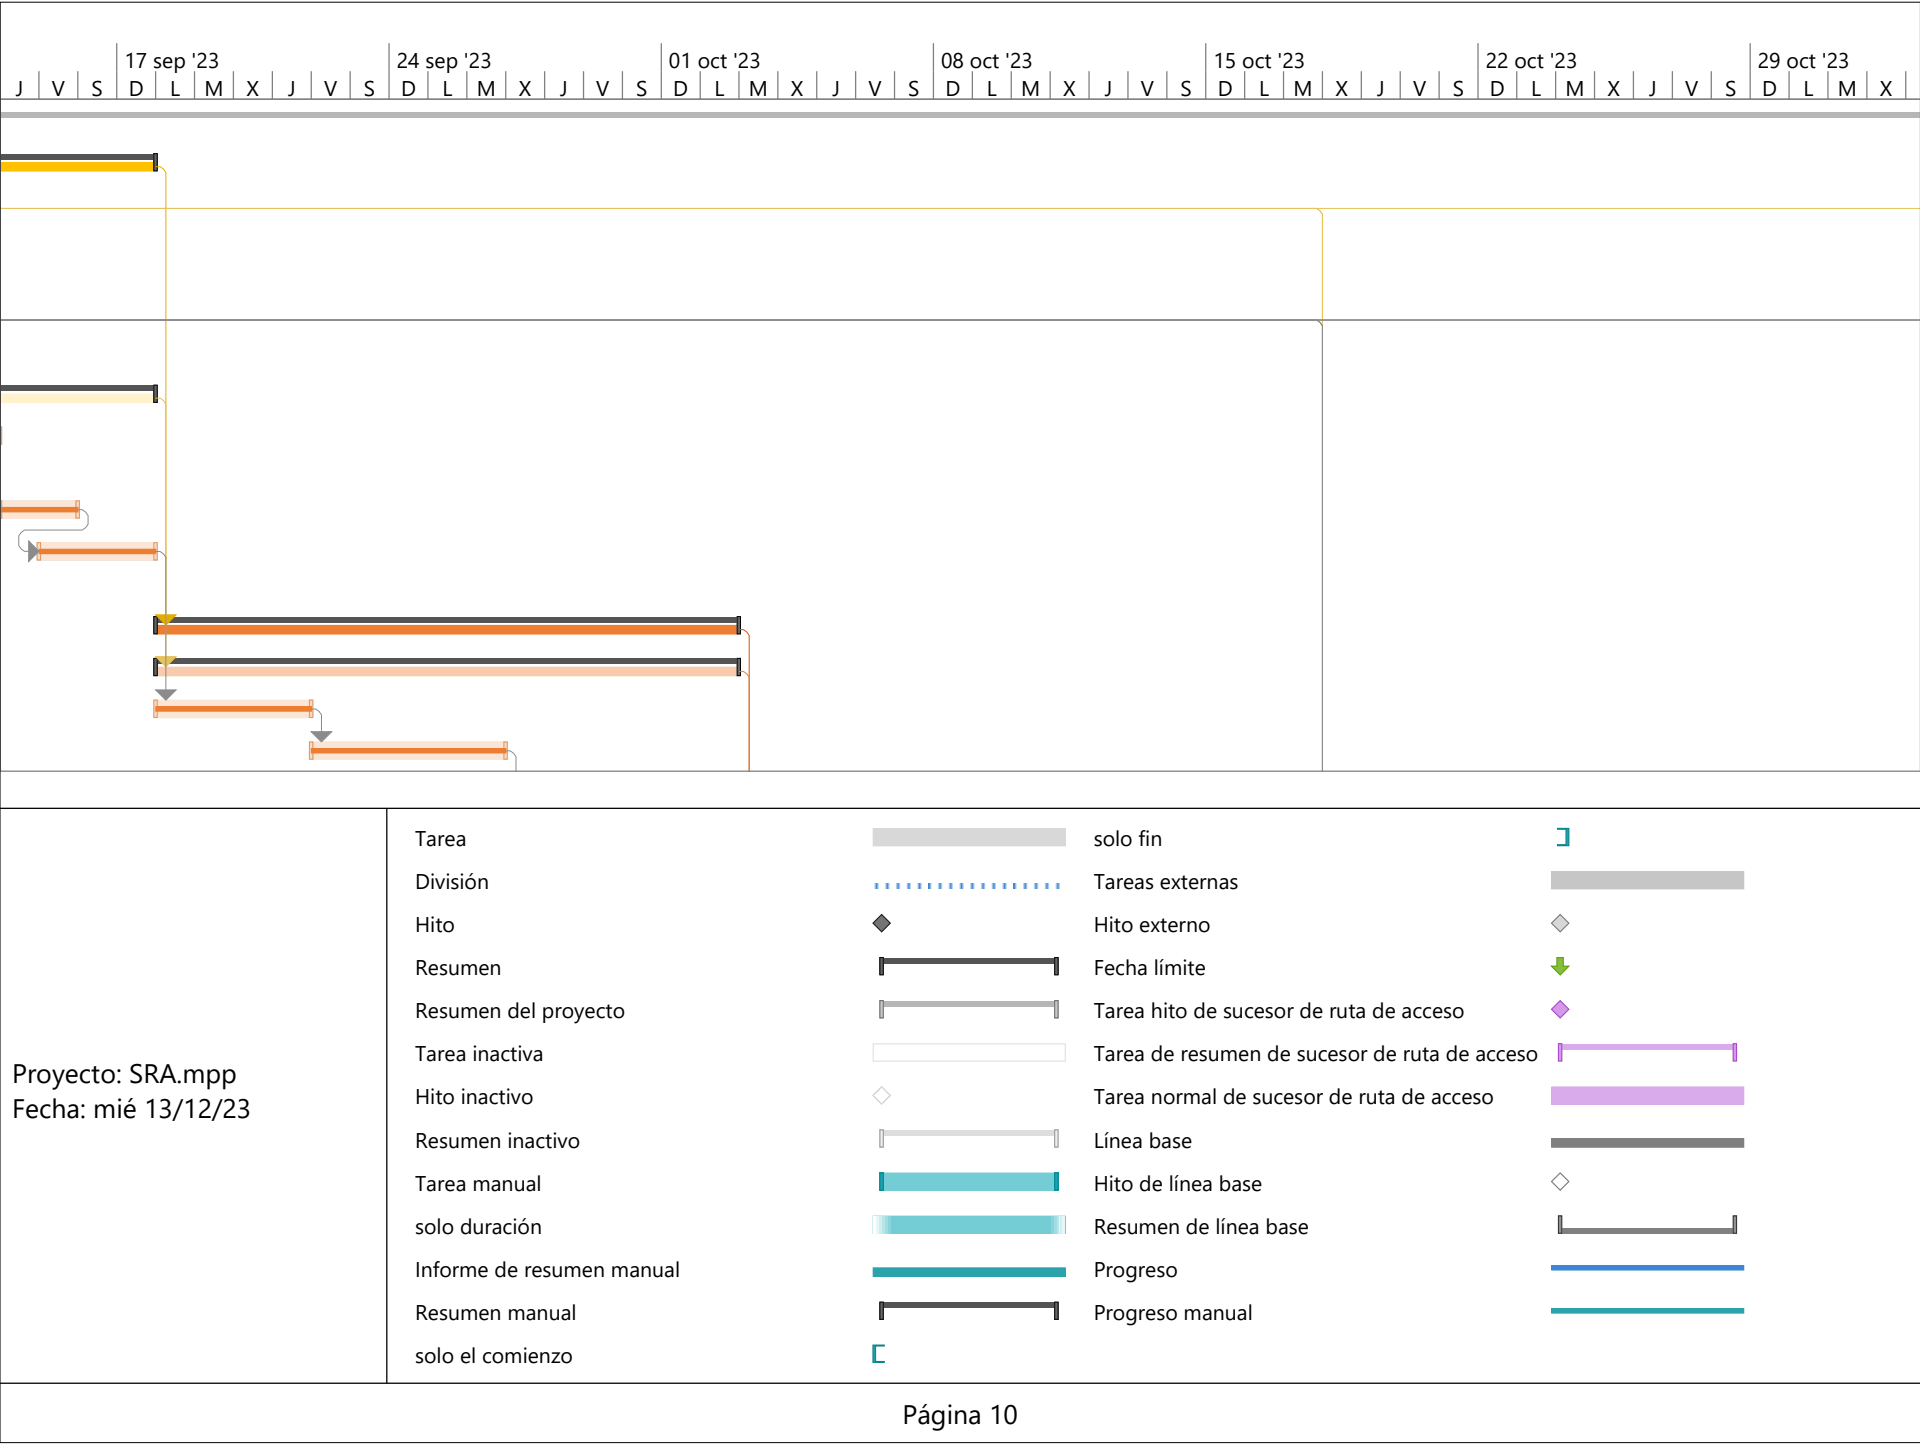 17 sep '23 24 sep '23 01 oct '23 08 oct '23 15 oct '23 22 oct '23 29 oct '23
J V S D L M X J V S D L M X J V S D L M X J V S D L M X J V S D L M X J V S D L M X J V S D L M X
Tarea
División
Hito
Resumen
Resumen del proyecto
Tarea inactiva
Hito inactivo
Resumen inactivo
Tarea manual
solo duración
Informe de resumen manual
Resumen manual
solo el comienzo
solo fin
Tareas externas
Hito externo
Fecha límite
Tarea hito de sucesor de ruta de acceso
Tarea de resumen de sucesor de ruta de acceso
Tarea normal de sucesor de ruta de acceso
Línea base
Hito de línea base
Resumen de línea base
Progreso
Progreso manual
Proyecto: SRA.mpp
Fecha: mié 13/12/23
Página 10